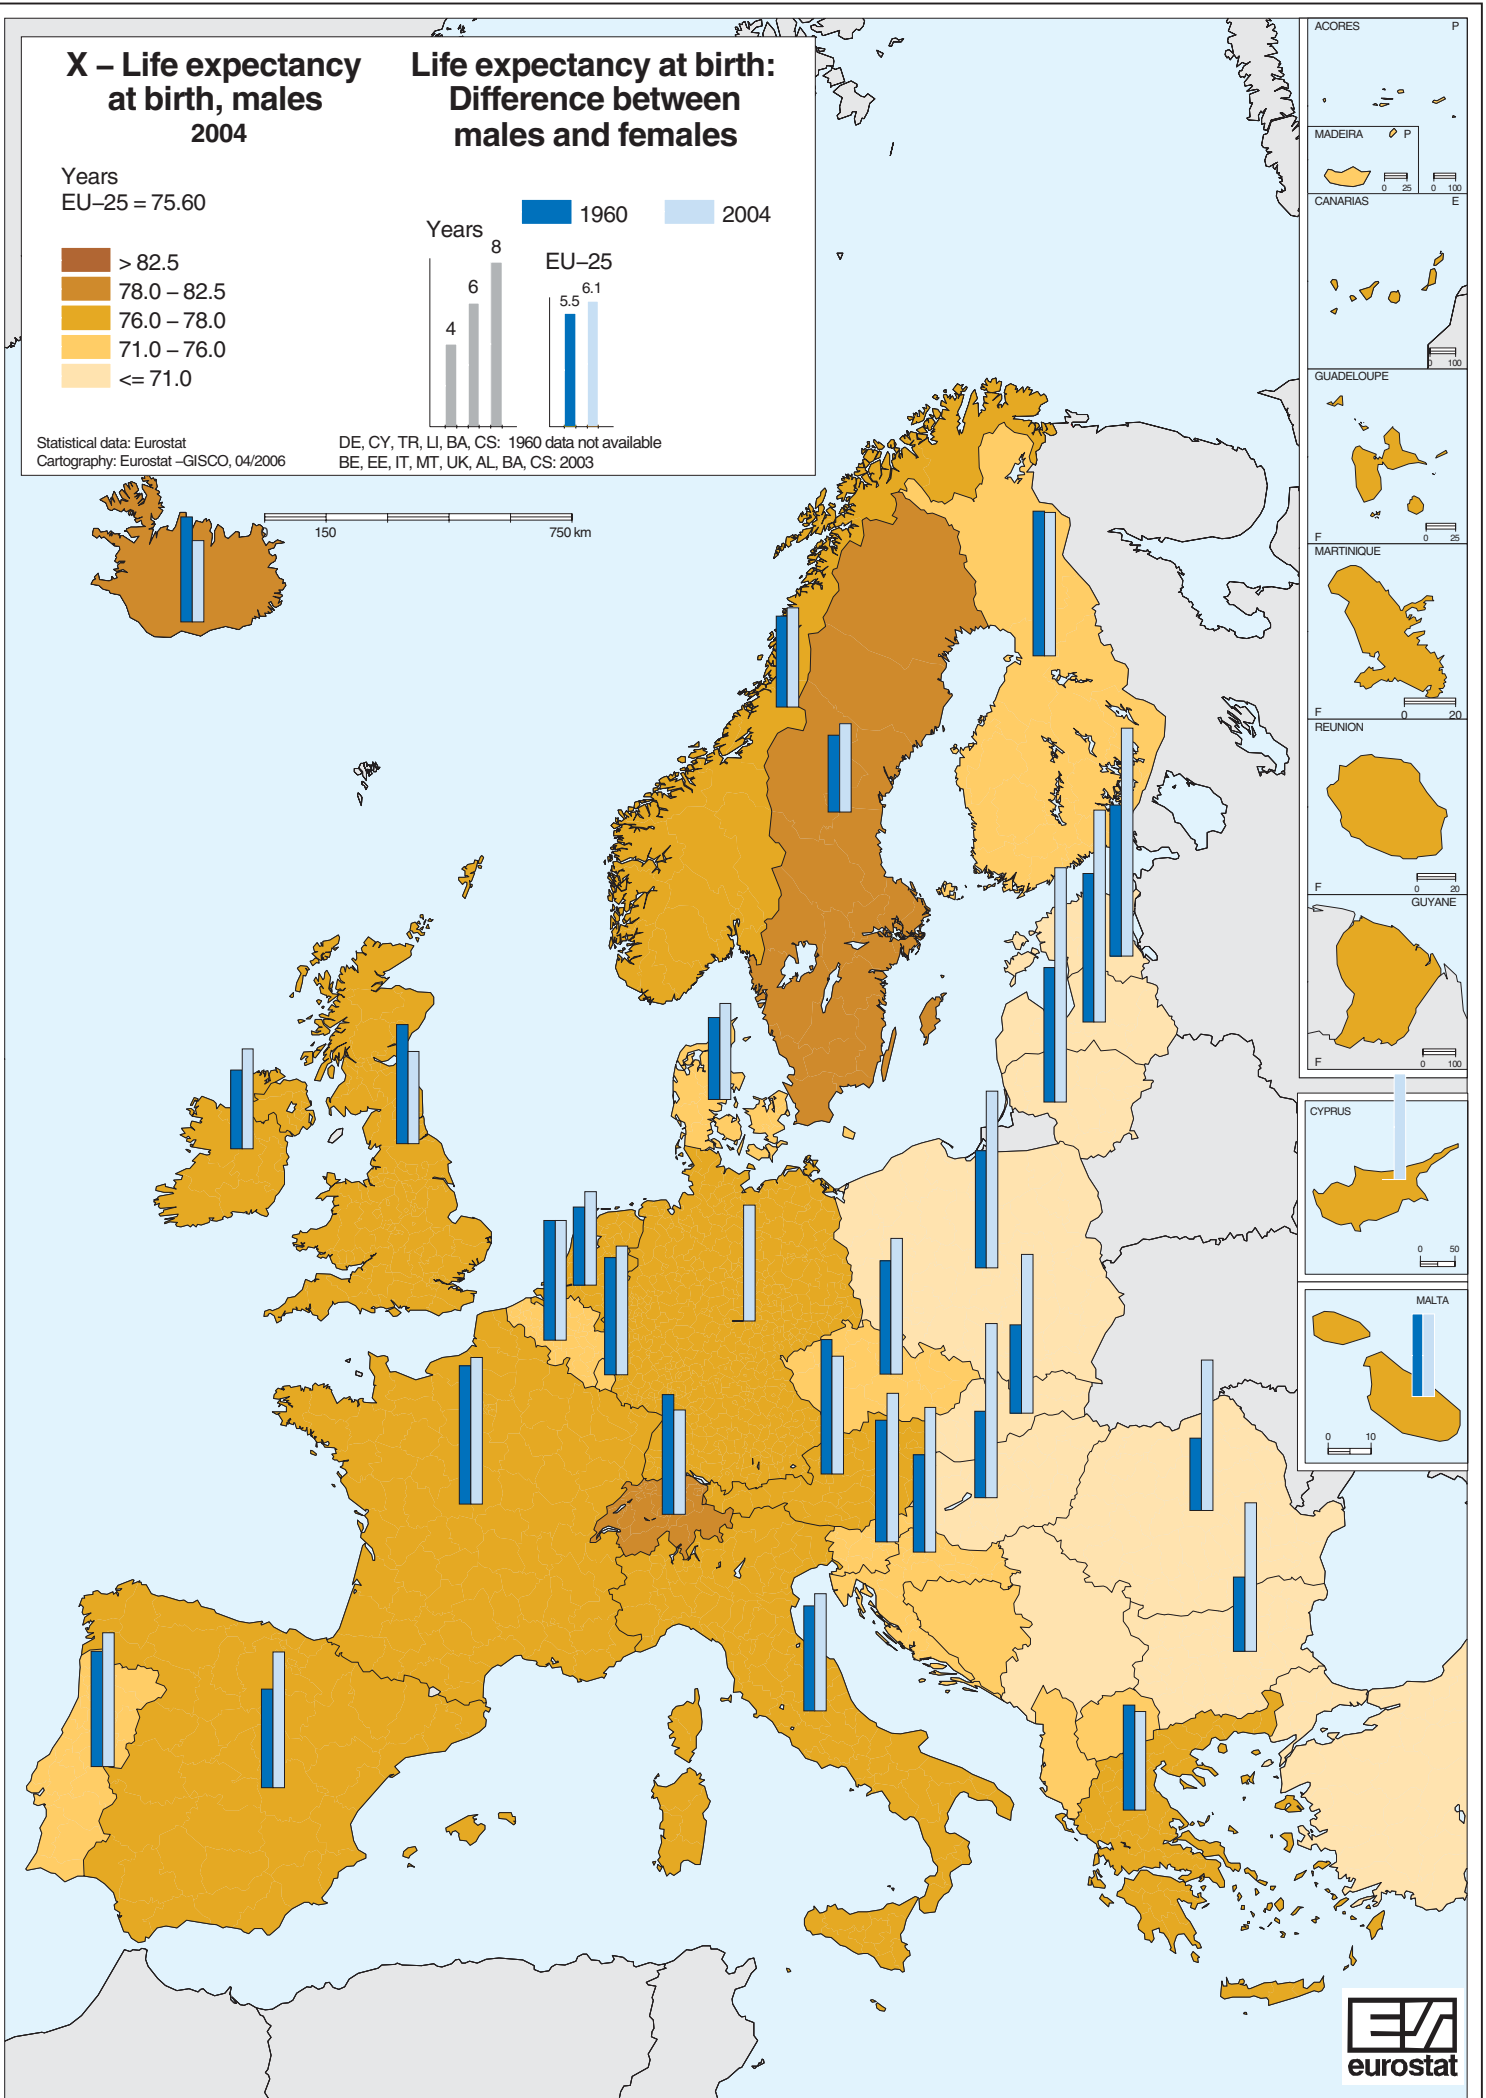 X – Life expectancy
at birth, males
2004
Years
EU–25 = 75.60
> 82.5
78.0 – 82.5
76.0 – 78.0
71.0 – 76.0
<= 71.0
Life expectancy at birth:
Difference between
males and females
1960
2004
Years
4
6
8
EU–25
5.5
6.1
Statistical data: Eurostat
Cartography: Eurostat –GISCO, 04/2006
DE, CY, TR, LI, BA, CS: 1960 data not available
BE, EE, IT, MT, UK, AL, BA, CS: 2003
0 150 750 km
ACORES P
MADEIRA P
0 25
0 100
CANARIAS E
0 100
GUADELOUPE
F
0 25
MARTINIQUE
F
0 20
REUNION
F
0 20
GUYANE
F
0 100
CYPRUS
0 50
MALTA
0 10
eurostat